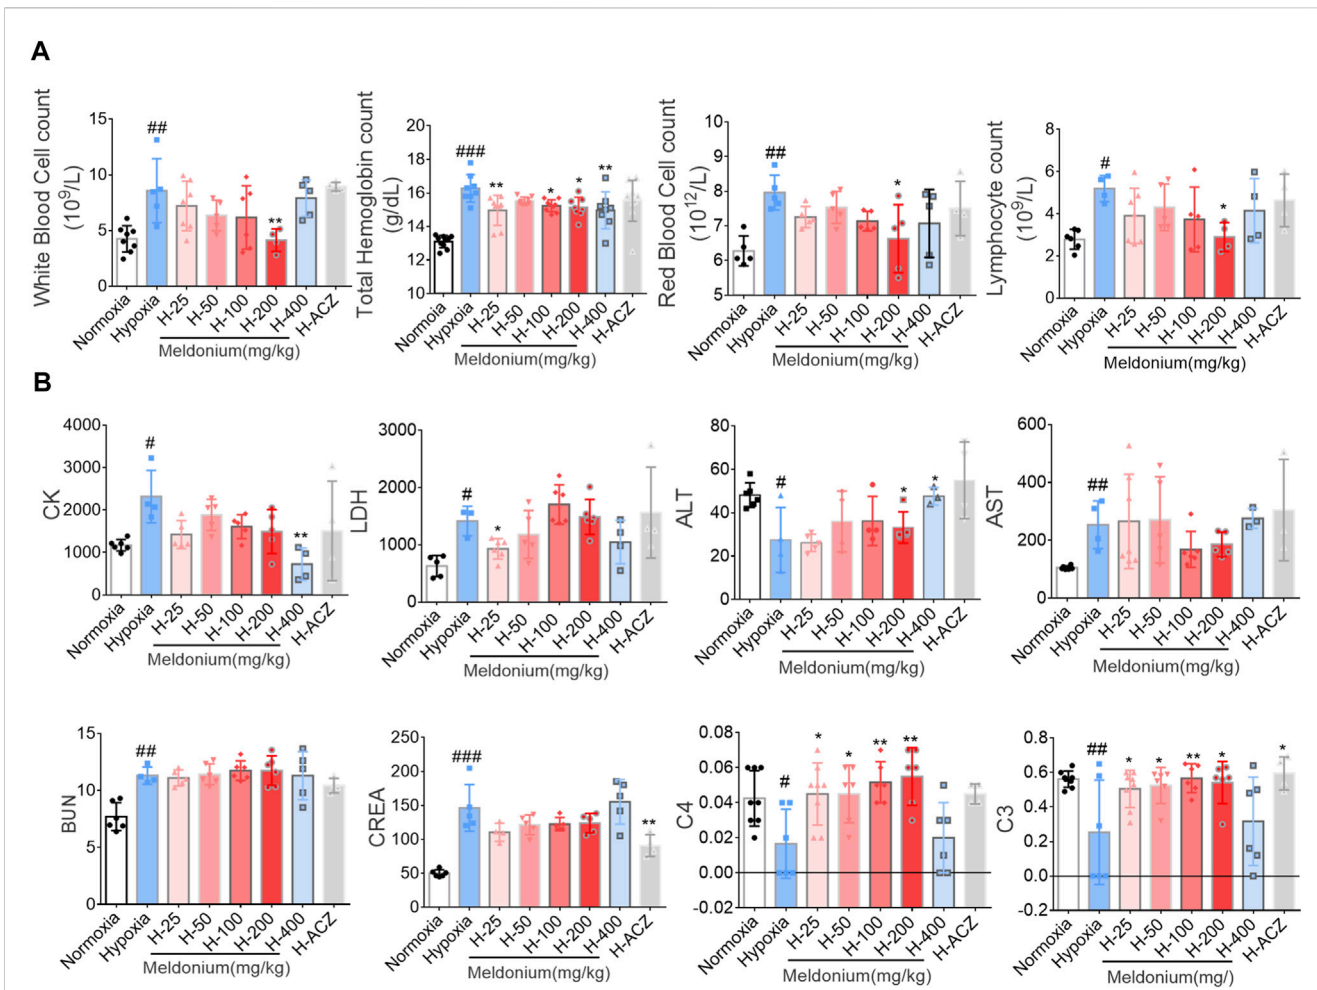 A
White Blood Cell count
(10⁹/L)
15
10
5
0
##
**
Normoxia
Hypoxia
H-25
H-50
H-100
H-200
H-400
H-ACZ
Meldonium(mg/kg)
Total Hemoglobin count
(g/dL)
20
18
16
14
12
10
###
**
*
*
**
Normoxia
Hypxoia
H-25
H-50
H-100
H-200
H-400
H-ACZ
Meldonium(mg/kg)
Red Blood Cell count
(10¹²/L)
10
9
8
7
6
5
##
*
Normoxia
Hypoxia
H-25
H-50
H-100
H-200
H-400
H-ACZ
Meldonium(mg/kg)
Lymphocyte count
(10⁹/L)
8
6
4
2
0
#
*
Normoxia
Hypoxia
H-25
H-50
H-100
H-200
H-400
H-ACZ
Meldonium(mg/kg)
B
CK
4000
3000
2000
1000
0
#
**
Normoxia
Hypoxia
H-25
H-50
H-100
H-200
H-400
H-ACZ
Meldonium(mg/kg)
LDH
3000
2000
1000
0
#
*
Normoxia
Hypoxia
H-25
H-50
H-100
H-200
H-400
H-ACZ
Meldonium(mg/kg)
ALT
80
60
40
20
0
#
*
*
Normoxia
Hypoxia
H-25
H-50
H-100
H-200
H-400
H-ACZ
Meldonium(mg/kg)
AST
600
400
200
0
##
Normoxia
Hypoxia
H-25
H-50
H-100
H-200
H-400
H-ACZ
Meldonium(mg/kg)
BUN
15
10
5
0
##
Normoxia
Hypoxia
H-25
H-50
H-100
H-200
H-400
H-ACZ
Meldonium(mg/kg)
CREA
250
200
150
100
50
0
###
**
Normoxia
Hypoxia
H-25
H-50
H-100
H-200
H-400
H-ACZ
Meldonium(mg/kg)
C4
0.08
0.06
0.04
0.02
0.00
-0.02
#
*
*
**
**
Normoxia
Hypoxia
H-25
H-50
H-100
H-200
H-400
H-ACZ
Meldonium(mg/kg)
C3
0.8
0.6
0.4
0.2
0.0
-0.2
##
*
*
**
*
*
Normoxia
Hypoxia
H-25
H-50
H-100
H-200
H-400
H-ACZ
Meldonium(mg/)